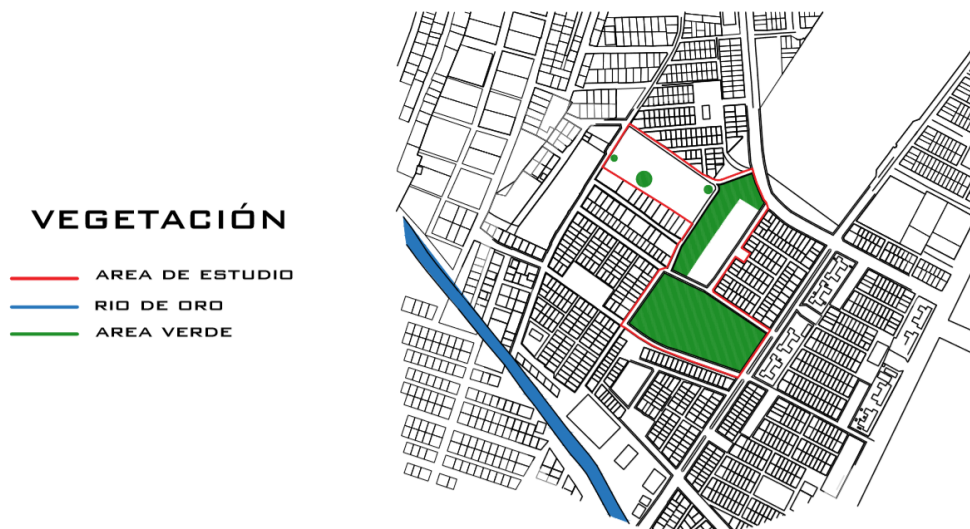 VEGETACIÓN
AREA DE ESTUDIO
RIO DE ORO
AREA VERDE